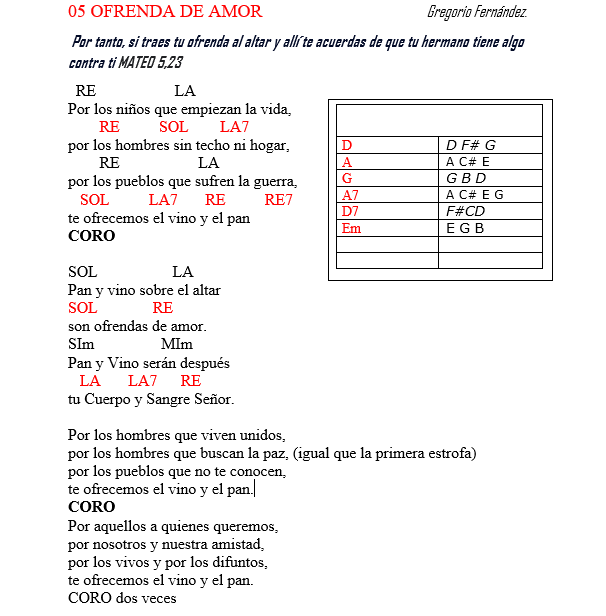 05 OFRENDA DE AMOR Gregorio Fernández.
Por tanto, si traes tu ofrenda al altar y allí te acuerdas de que tu hermano tiene algo
contra ti MATEO 5,23
RE LA
Por los niños que empiezan la vida,
RE SOL LA7
por los hombres sin techo ni hogar,
RE LA
por los pueblos que sufren la guerra,
SOL LA7 RE RE7
te ofrecemos el vino y el pan
CORO
D D F# G
A A C# E
G G B D
A7 A C# E G
D7 F#CD
Em E G B
SOL LA
Pan y vino sobre el altar
SOL RE
son ofrendas de amor.
SIm MIm
Pan y Vino serán después
LA LA7 RE
tu Cuerpo y Sangre Señor.
Por los hombres que viven unidos,
por los hombres que buscan la paz, (igual que la primera estrofa)
por los pueblos que no te conocen,
te ofrecemos el vino y el pan.
CORO
Por aquellos a quienes queremos,
por nosotros y nuestra amistad,
por los vivos y por los difuntos,
te ofrecemos el vino y el pan.
CORO dos veces